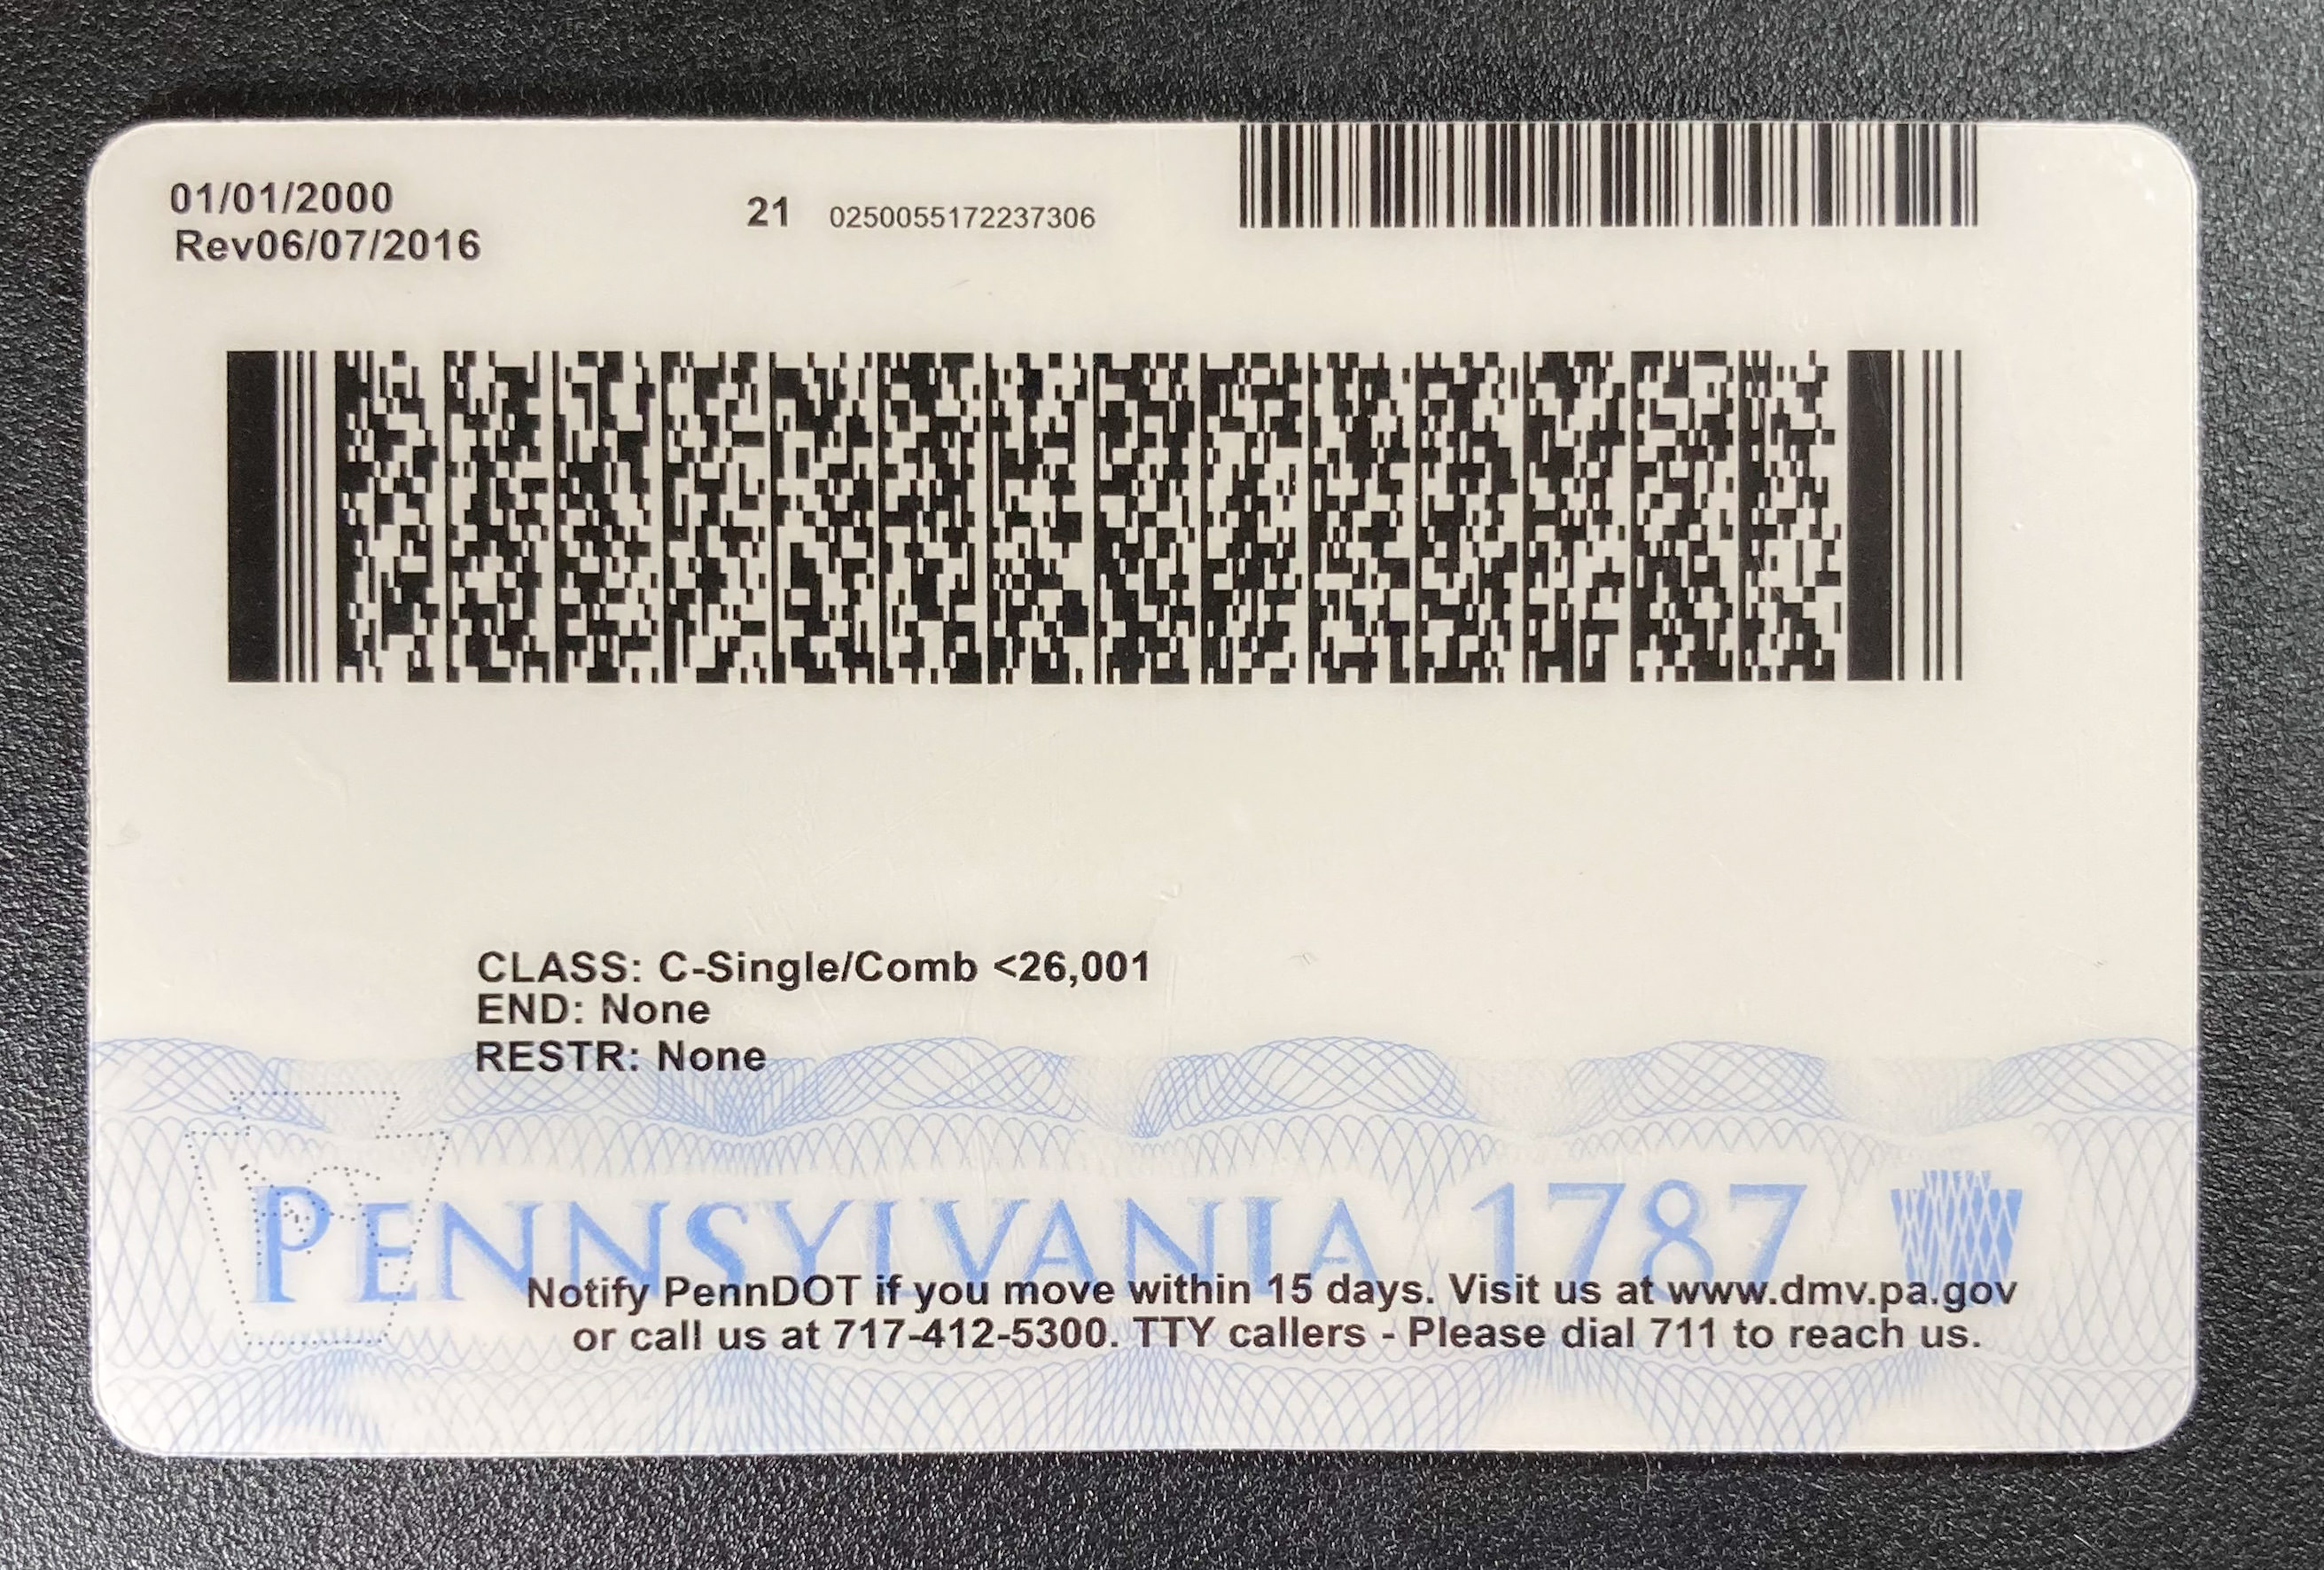 01/01/2000
Rev06/07/2016
21 0250055172237306
CLASS: C-Single/Comb <26,001
END: None
RESTR: None
PENNSYLVANIA 1787
Notify PennDOT if you move within 15 days. Visit us at www.dmv.pa.gov
or call us at 717-412-5300. TTY callers - Please dial 711 to reach us.